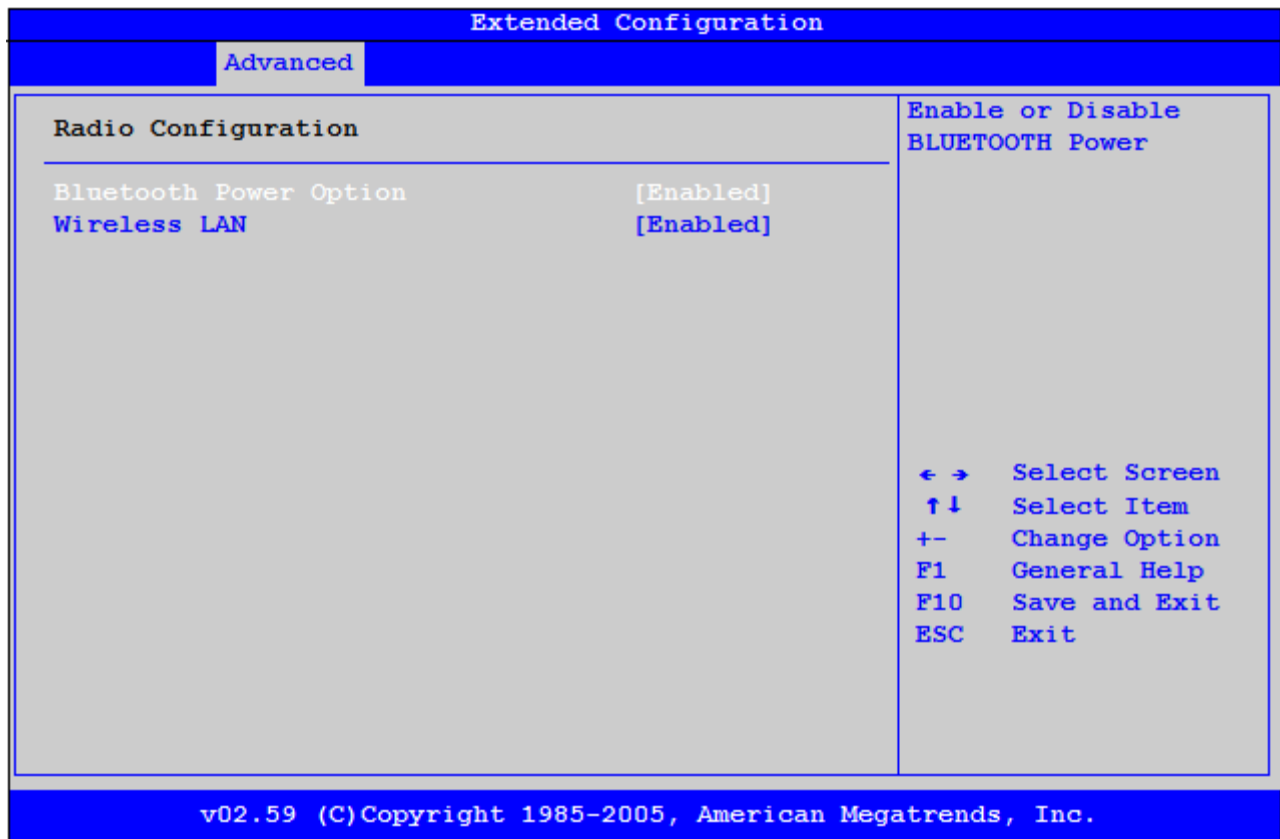 Extended Configuration
Advanced
Radio Configuration
Bluetooth Power Option [Enabled]
Wireless LAN [Enabled]
Enable or Disable
BLUETOOTH Power
← → Select Screen
↑↓ Select Item
+- Change Option
F1 General Help
F10 Save and Exit
ESC Exit
v02.59 (C)Copyright 1985-2005, American Megatrends, Inc.